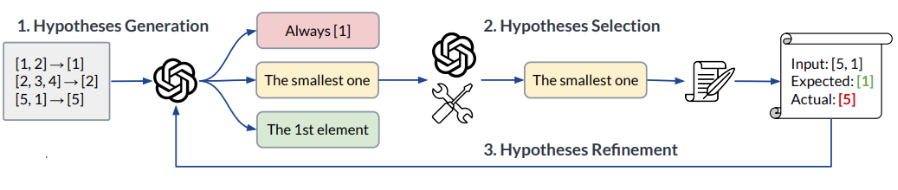 1. Hypotheses Generation
[1, 2]→[1]
[2, 3, 4]→[2]
[5, 1]→[5]
Always [1]
The smallest one
The 1st element
2. Hypotheses Selection
The smallest one
Input: [5, 1]
Expected: [1]
Actual: [5]
3. Hypotheses Refinement